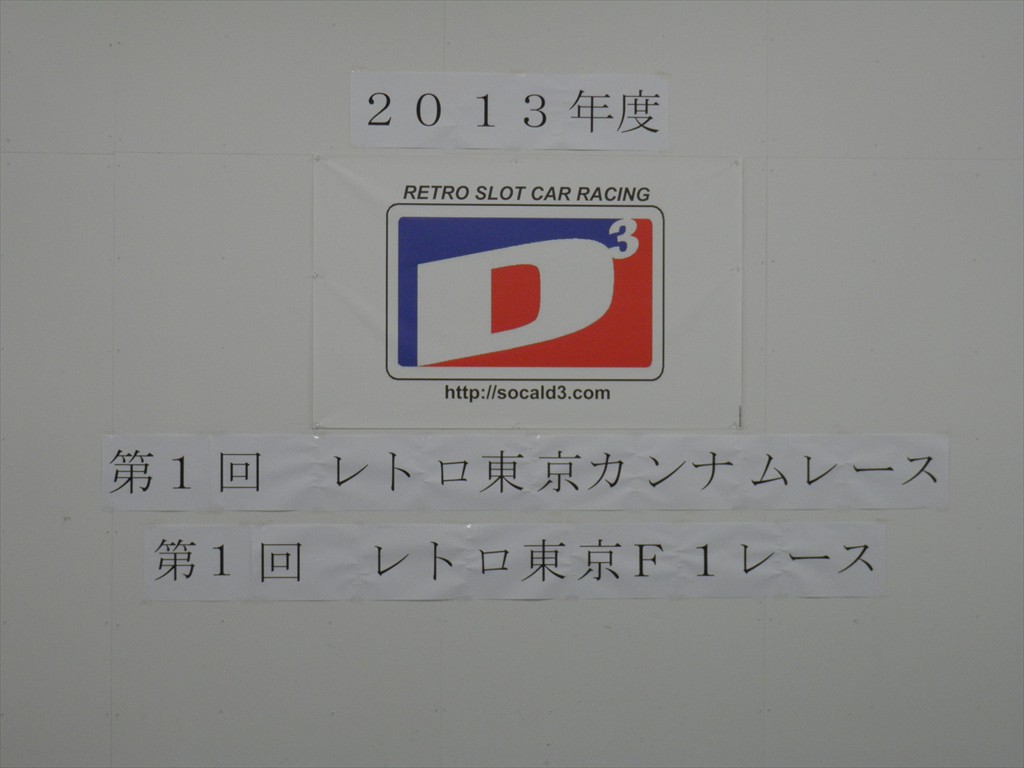 ２０１３年度
RETRO SLOT CAR RACING
D3
http://socald3.com
第１回　レトロ東京カンナムレース
第１回　レトロ東京Ｆ１レース